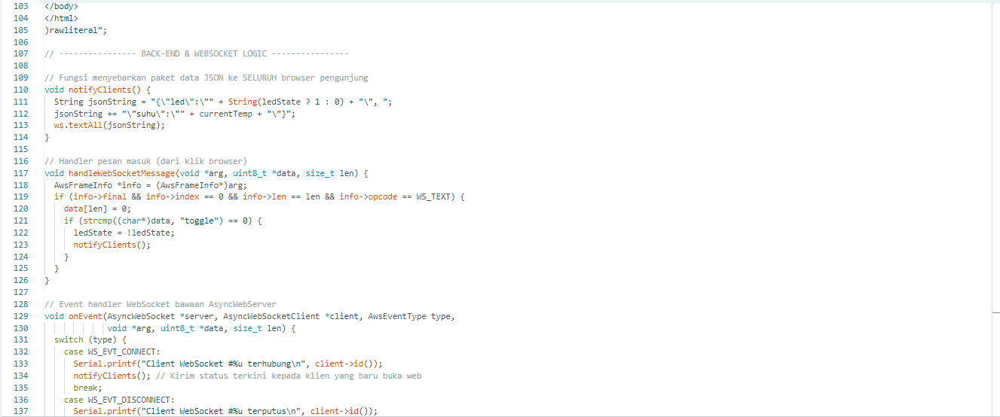 103 </body>
104 </html>
105 )rawliteral";
106
107 // ---------------- BACK-END & WEBSOCKET LOGIC ----------------
108
109 // Fungsi menyebarkan paket data JSON ke SELURUH browser pengunjung
110 void notifyClients() {
111   String jsonString = "{\"led\":\"" + String(ledState ? 1 : 0) + "\", ";
112   jsonString += "\"suhu\":\"" + currentTemp + "\"}";
113   ws.textAll(jsonString);
114 }
115
116 // Handler pesan masuk (dari klik browser)
117 void handleWebSocketMessage(void *arg, uint8_t *data, size_t len) {
118   AwsFrameInfo *info = (AwsFrameInfo*)arg;
119   if (info->final && info->index == 0 && info->len == len && info->opcode == WS_TEXT) {
120     data[len] = 0;
121     if (strcmp((char*)data, "toggle") == 0) {
122       ledState = !ledState;
123       notifyClients();
124     }
125   }
126 }
127
128 // Event handler WebSocket bawaan AsyncWebServer
129 void onEvent(AsyncWebSocket *server, AsyncWebSocketClient *client, AwsEventType type,
130              void *arg, uint8_t *data, size_t len) {
131   switch (type) {
132     case WS_EVT_CONNECT:
133       Serial.printf("Client WebSocket #%u terhubung\n", client->id());
134       notifyClients(); // Kirim status terkini kepada klien yang baru buka web
135       break;
136     case WS_EVT_DISCONNECT:
137       Serial.printf("Client WebSocket #%u terputus\n", client->id());